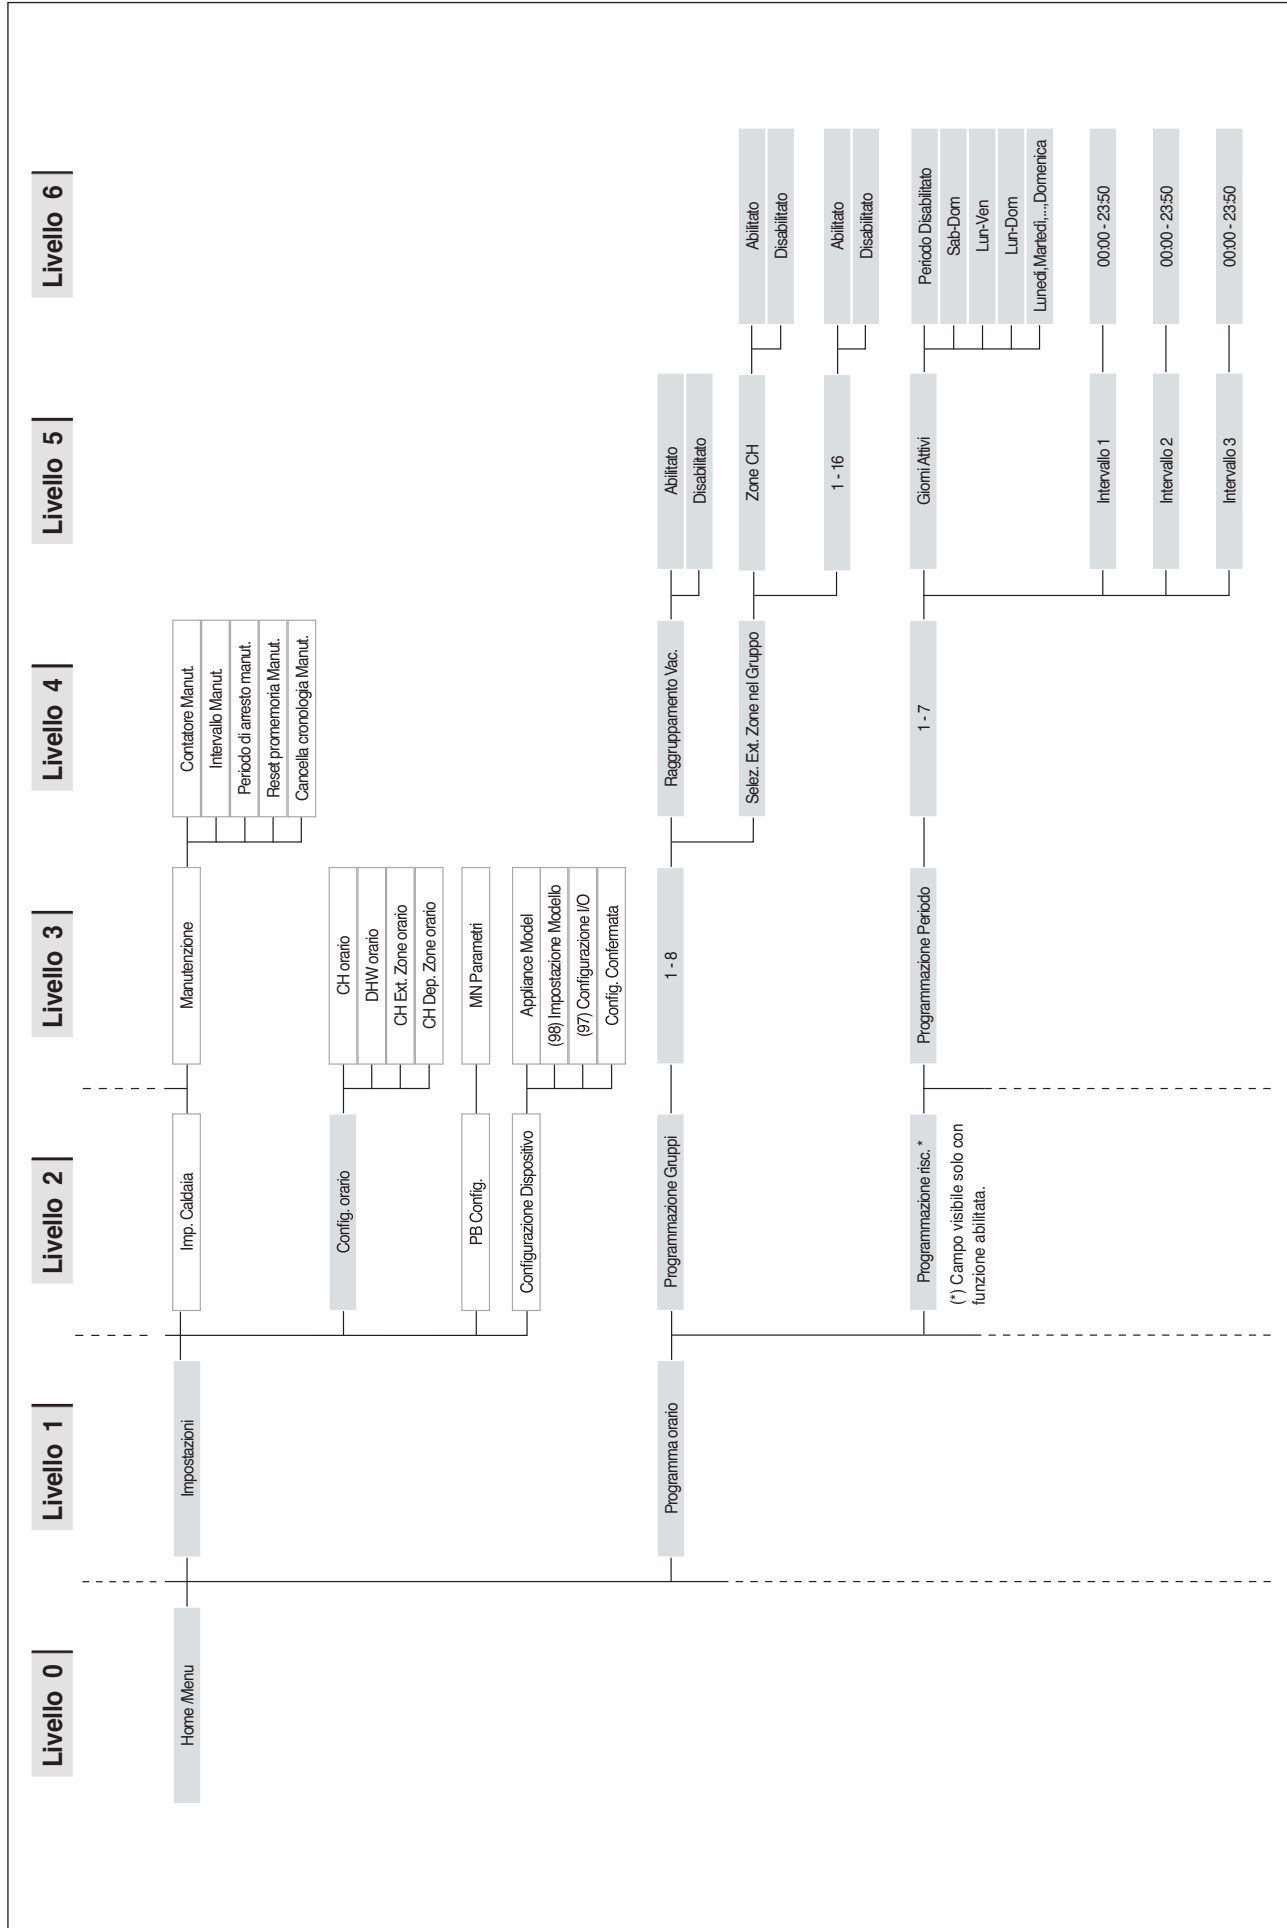 Livello 0
Livello 1
Livello 2
Livello 3
Livello 4
Livello 5
Livello 6
Home /Menu
Impostazioni
Imp. Caldaia
Manutenzione
Contatore Manut.
Intervallo Manut.
Periodo di arresto manut.
Reset promemoria Manut.
Cancella cronologia Manut.
Config. orario
CH orario
DHW orario
CH Ext. Zone orario
CH Dep. Zone orario
PB Config.
MN Parametri
Configurazione Dispositivo
Appliance Model
(98) Impostazione Modello
(97) Configurazione I/O
Config. Confermata
Programma orario
Programmazione Gruppi
1 - 8
Raggruppamento Vac.
Abilitato
Disabilitato
Selez. Ext. Zone nel Gruppo
Zone CH
Abilitato
Disabilitato
1 - 16
Abilitato
Disabilitato
Programmazione risc. *
(*) Campo visibile solo con
funzione abilitata.
Programmazione Periodo
1 - 7
Giorni Attivi
Periodo Disabilitato
Sab-Dom
Lun-Ven
Lun-Dom
Lunedì,Martedì,...,Domenica
Intervallo 1
00:00 - 23:50
Intervallo 2
00:00 - 23:50
Intervallo 3
00:00 - 23:50